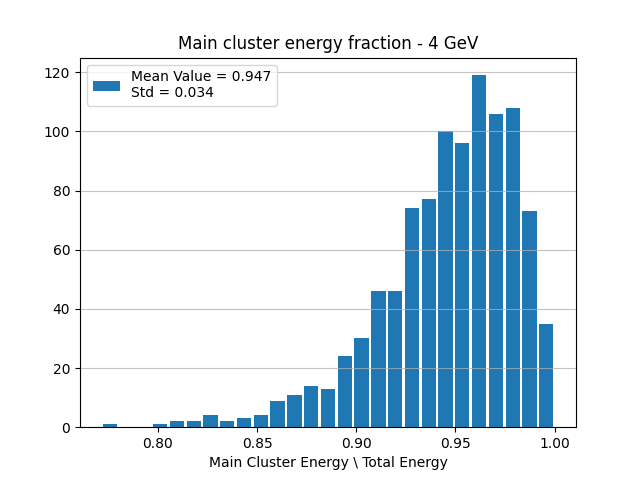 Main cluster energy fraction - 4 GeV
Mean Value = 0.947
Std = 0.034
120
100
80
60
40
20
0
0.80 0.85 0.90 0.95 1.00
Main Cluster Energy \ Total Energy